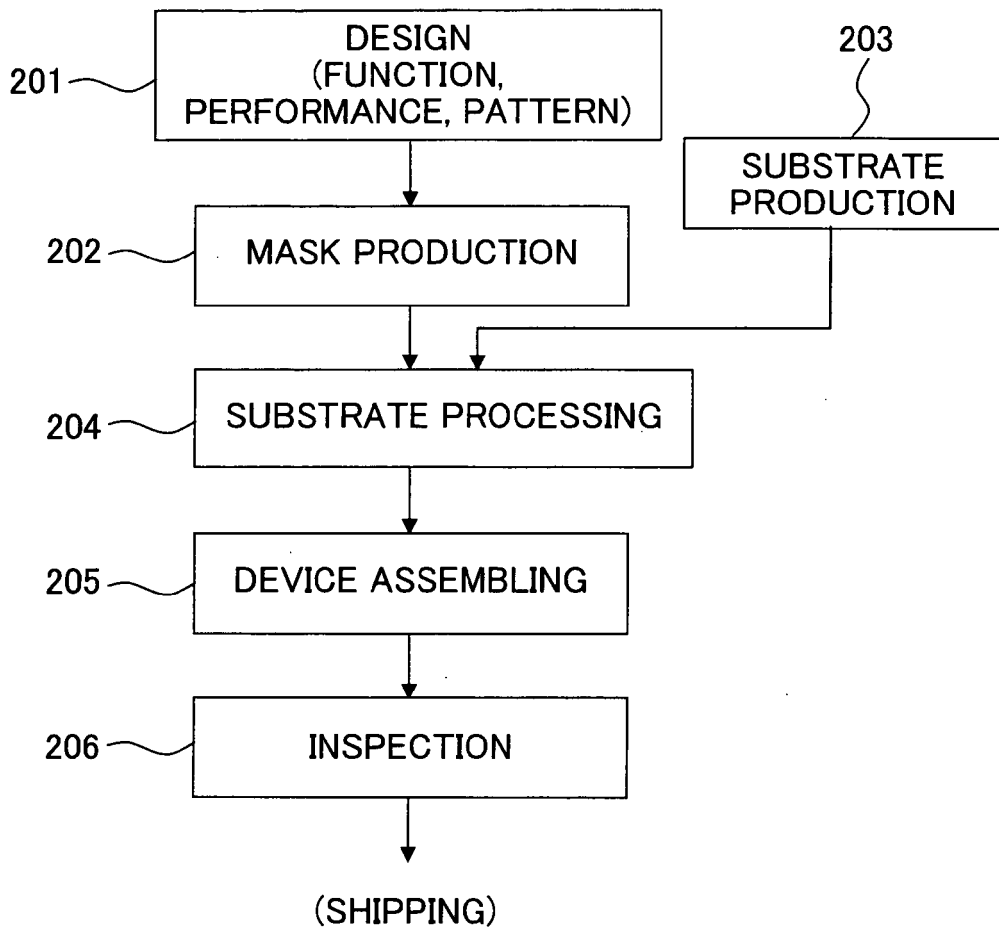 201
DESIGN
(FUNCTION,
PERFORMANCE, PATTERN)
203
SUBSTRATE
PRODUCTION
202
MASK PRODUCTION
204
SUBSTRATE PROCESSING
205
DEVICE ASSEMBLING
206
INSPECTION
(SHIPPING)